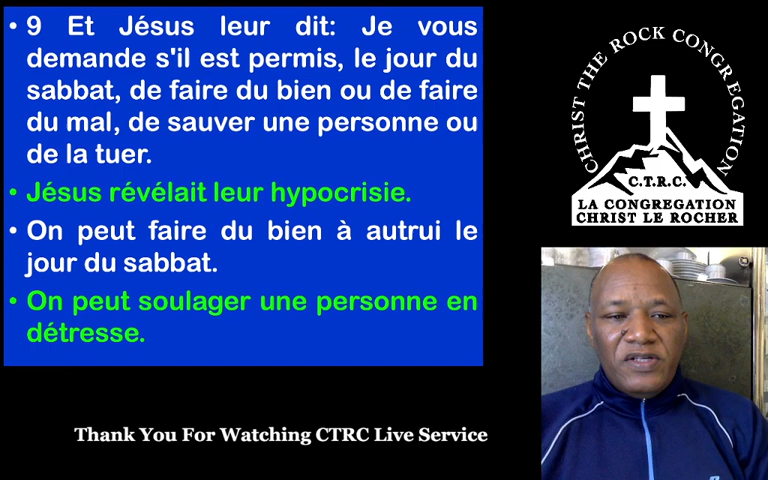 • 9 Et Jésus leur dit: Je vous
demande s'il est permis, le jour du
sabbat, de faire du bien ou de faire
du mal, de sauver une personne ou
de la tuer.
• Jésus révélait leur hypocrisie.
• On peut faire du bien à autrui le
jour du sabbat.
• On peut soulager une personne en
détresse.
CHRIST THE ROCK CONGREGATION
C.T.R.C.
LA CONGREGATION
CHRIST LE ROCHER
Thank You For Watching CTRC Live Service